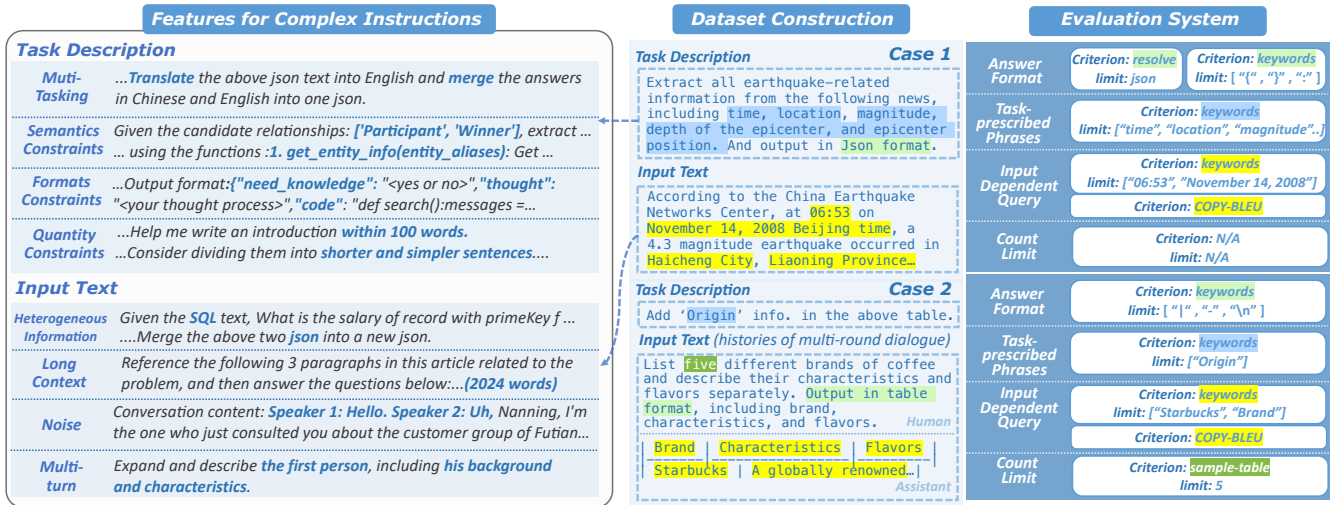 Features for Complex Instructions
Task Description
Muti-
Tasking
...Translate the above json text into English and merge the answers
in Chinese and English into one json.
Semantics
Constraints
Given the candidate relationships: ['Participant', 'Winner'], extract ...
... using the functions :1. get_entity_info(entity_aliases): Get ...
Formats
Constraints
...Output format:{"need_knowledge": "<yes or no>","thought":
"<your thought process>","code": "def search():messages =...
Quantity
Constraints
...Help me write an introduction within 100 words.
...Consider dividing them into shorter and simpler sentences....
Input Text
Heterogeneous
Information
Given the SQL text, What is the salary of record with primeKey f ...
....Merge the above two json into a new json.
Long
Context
Reference the following 3 paragraphs in this article related to the
problem, and then answer the questions below:...(2024 words)
Noise
Conversation content: Speaker 1: Hello. Speaker 2: Uh, Nanning, I'm
the one who just consulted you about the customer group of Futian...
Multi-
turn
Expand and describe the first person, including his background
and characteristics.
Dataset Construction
Task Description Case 1
Extract all earthquake-related
information from the following news,
including time, location, magnitude,
depth of the epicenter, and epicenter
position. And output in Json format.
Input Text
According to the China Earthquake
Networks Center, at 06:53 on
November 14, 2008 Beijing time, a
4.3 magnitude earthquake occurred in
Haicheng City, Liaoning Province…
Task Description Case 2
Add ‘Origin’ info. in the above table.
Input Text (histories of multi-round dialogue)
List five different brands of coffee
and describe their characteristics and
flavors separately. Output in table
format, including brand,
characteristics, and flavors.
Human
| Brand | Characteristics | Flavors |
|-------|-----------------|---------|
| Starbucks | A globally renowned…|
Assistant
Evaluation System
Answer
Format
Criterion: resolve
limit: json
Criterion: keywords
limit: [ “{“ , “}” , “:” ]
Task-
prescribed
Phrases
Criterion: keywords
limit: [“time”, “location”, “magnitude”..]
Input
Dependent
Query
Criterion: keywords
limit: [“06:53”, ”November 14, 2008”]
Criterion: COPY-BLEU
Count
Limit
Criterion: N/A
limit: N/A
Answer
Format
Criterion: keywords
limit: [ “|“ , “-” , “\n” ]
Task-
prescribed
Phrases
Criterion: keywords
limit: [“Origin”]
Input
Dependent
Query
Criterion: keywords
limit: [“Starbucks”, “Brand”]
Criterion: COPY-BLEU
Count
Limit
Criterion: sample-table
limit: 5